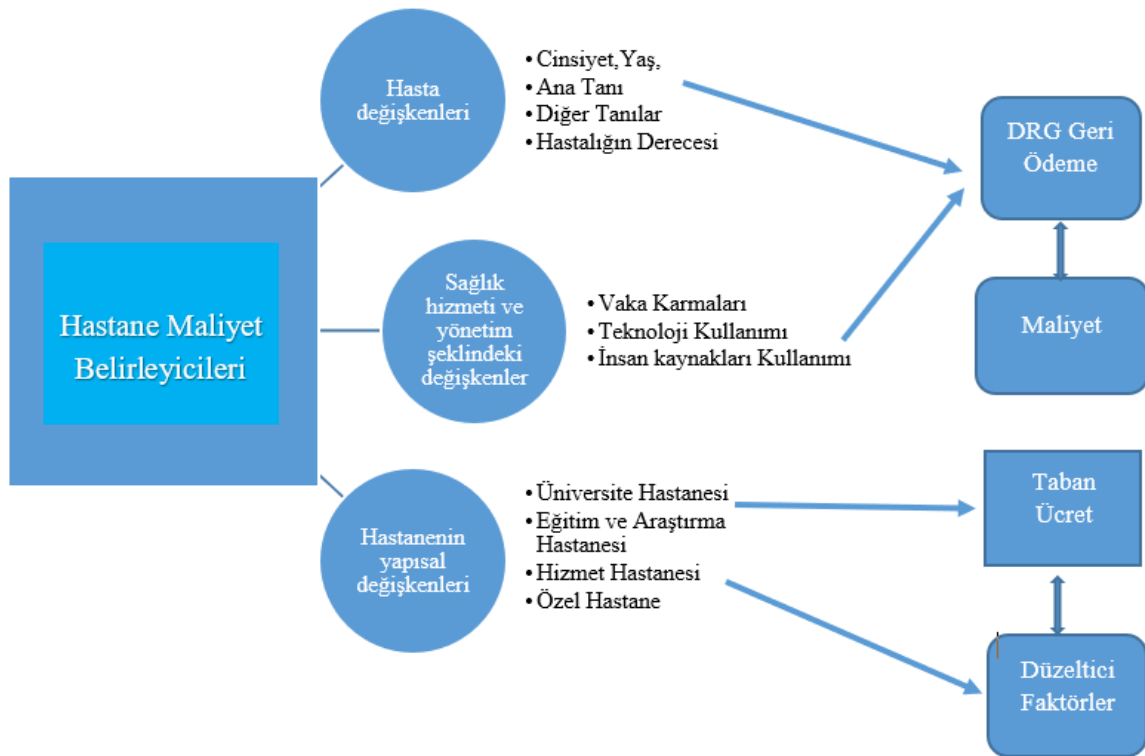 Hastane Maliyet
Belirleyicileri
Hasta
değişkenleri
• Cinsiyet,Yaş,
• Ana Tanı
• Diğer Tanılar
• Hastalığın Derecesi
Sağlık
hizmeti ve
yönetim
şeklindeki
değişkenler
• Vaka Karmaları
• Teknoloji Kullanımı
• İnsan kaynakları Kullanımı
Hastanenin
yapısal
değişkenleri
• Üniversite Hastanesi
• Eğitim ve Araştırma
Hastanesi
• Hizmet Hastanesi
• Özel Hastane
DRG Geri
Ödeme
Maliyet
Taban
Ücret
Düzeltici
Faktörler